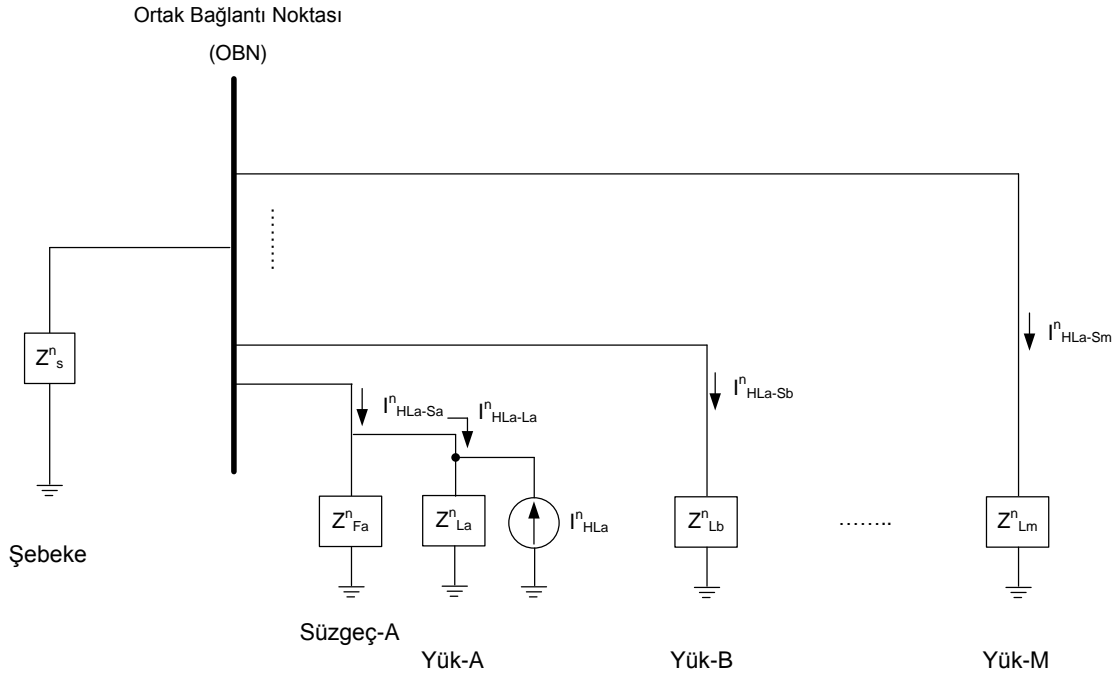 Ortak Bağlantı Noktası
(OBN)
Z^n_s
Şebeke
I^n_HLa-Sa
I^n_HLa-La
I^n_HLa-Sb
I^n_HLa-Sm
Z^n_Fa
Z^n_La
I^n_HLa
Z^n_Lb
........
Z^n_Lm
Süzgeç-A
Yük-A
Yük-B
Yük-M